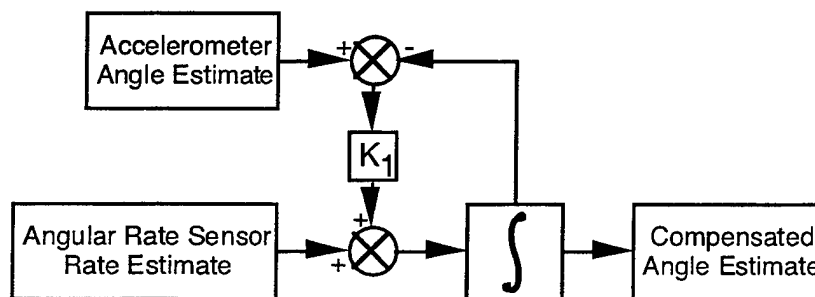 Accelerometer
Angle Estimate
+
-
K1
+
Angular Rate Sensor
Rate Estimate
+
∫
Compensated
Angle Estimate